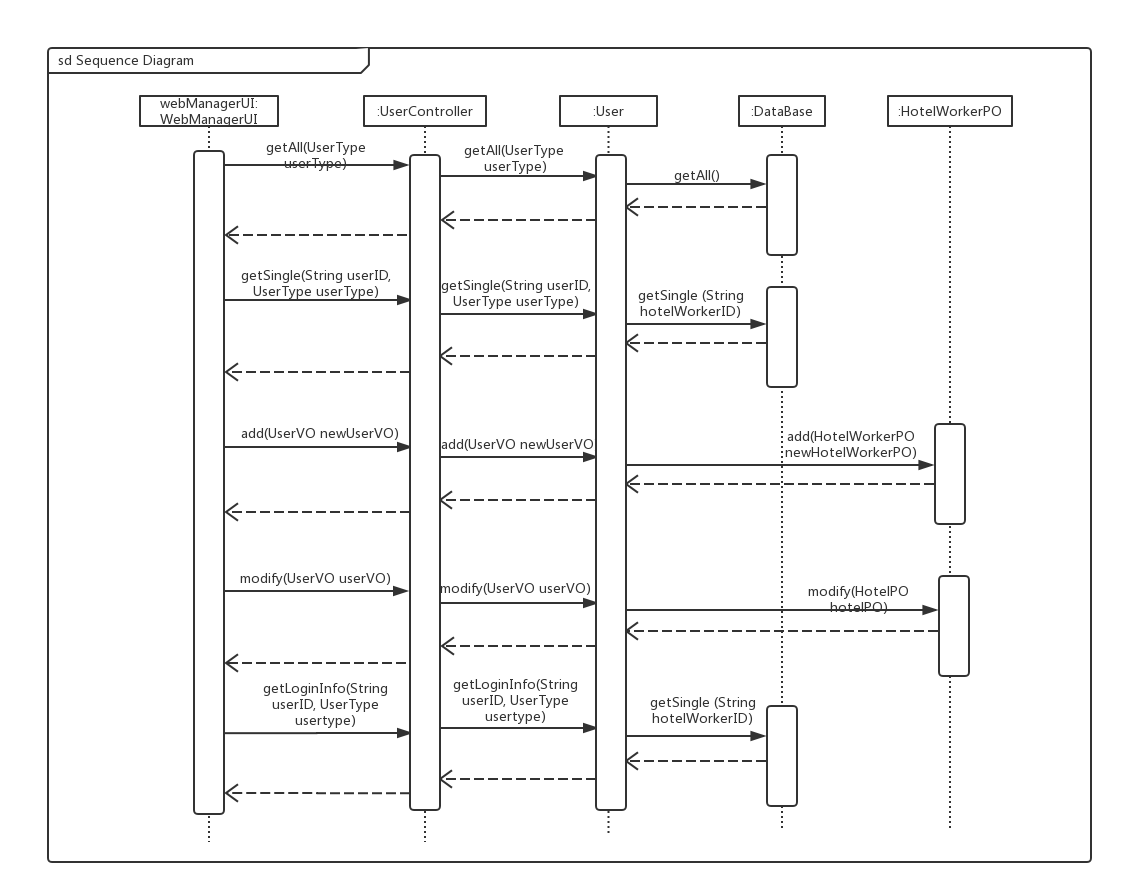 sd Sequence Diagram
webManagerUI:
WebManagerUI
:UserController
:User
:DataBase
:HotelWorkerPO
getAll(UserType
userType)
getAll(UserType
userType)
getAll()
getSingle(String userID,
UserType userType)
getSingle(String userID,
UserType userType)
getSingle (String
hotelWorkerID)
add(UserVO newUserVO)
add(UserVO newUserVO
add(HotelWorkerPO
newHotelWorkerPO)
modify(UserVO userVO)
modify(UserVO userVO)
modify(HotelPO
hotelPO)
getLoginInfo(String
userID, UserType
usertype)
getLoginInfo(String
userID, UserType
usertype)
getSingle (String
hotelWorkerID)